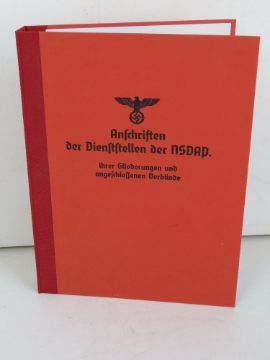 Anschriften
der Dienststellen der NSDAP.
ihrer Gliederungen und
angeschlossenen Verbände